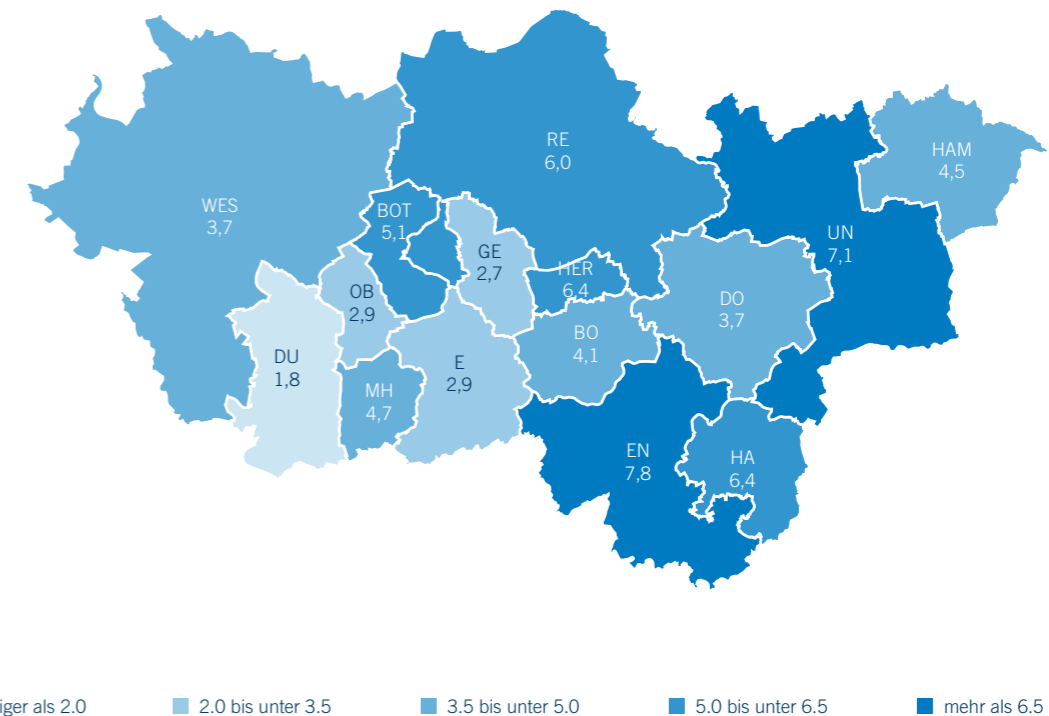 RE
6,0
HAM
4,5
WES
3,7
BOT
5,1
UN
7,1
GE
2,7
HER
6,4
OB
2,9
DO
3,7
BO
4,1
DU
1,8
E
2,9
MH
4,7
EN
7,8
HA
6,4
iger als 2.0
2.0 bis unter 3.5
3.5 bis unter 5.0
5.0 bis unter 6.5
mehr als 6.5